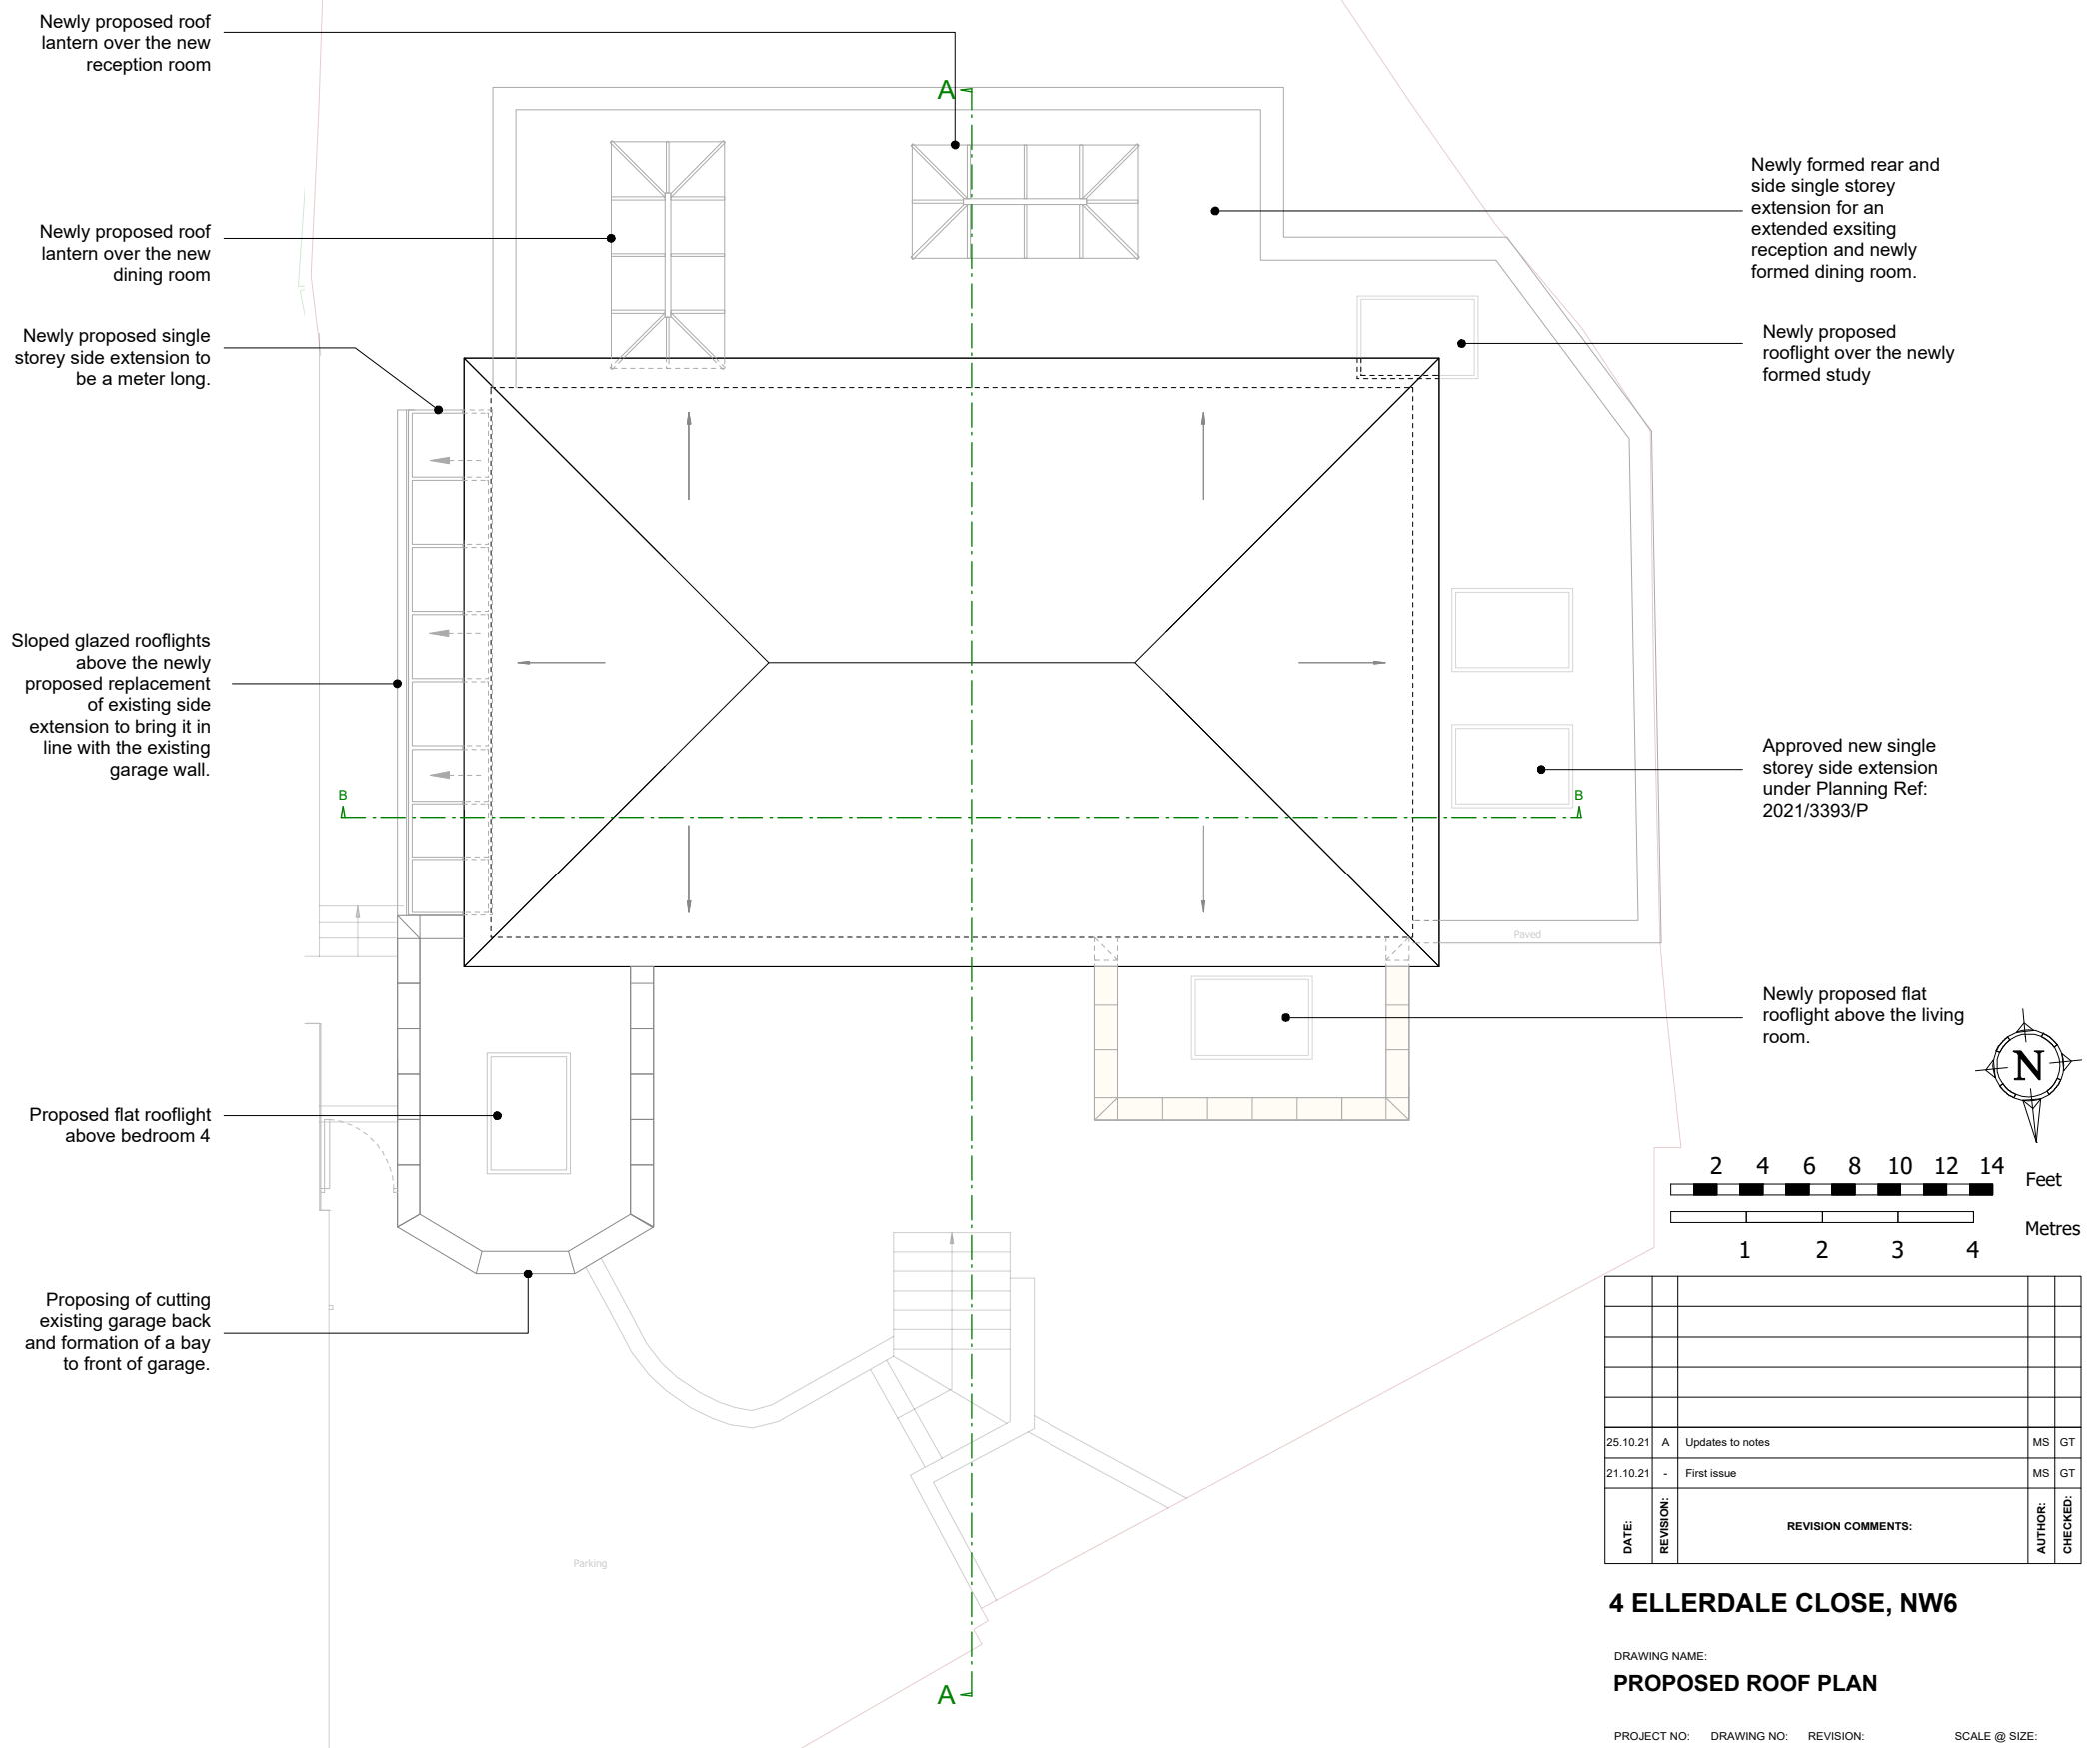 Newly proposed roof
lantern over the new
reception room
A
Newly formed rear and
side single storey
extension for an
extended exsiting
reception and newly
formed dining room.
Newly proposed roof
lantern over the new
dining room
Newly proposed single
storey side extension to
be a meter long.
Newly proposed
rooflight over the newly
formed study
Sloped glazed rooflights
above the newly
proposed replacement
of existing side
extension to bring it in
line with the existing
garage wall.
Approved new single
storey side extension
under Planning Ref:
2021/3393/P
B
B
Paved
Newly proposed flat
rooflight above the living
room.
N
Proposed flat rooflight
above bedroom 4
2 4 6 8 10 12 14
Feet
Metres
1 2 3 4
Proposing of cutting
existing garage back
and formation of a bay
to front of garage.
25.10.21 A Updates to notes MS GT
21.10.21 - First issue MS GT
DATE: REVISION: REVISION COMMENTS: AUTHOR: CHECKED:
Parking
4 ELLERDALE CLOSE, NW6
DRAWING NAME:
PROPOSED ROOF PLAN
A
PROJECT NO: DRAWING NO: REVISION: SCALE @ SIZE: